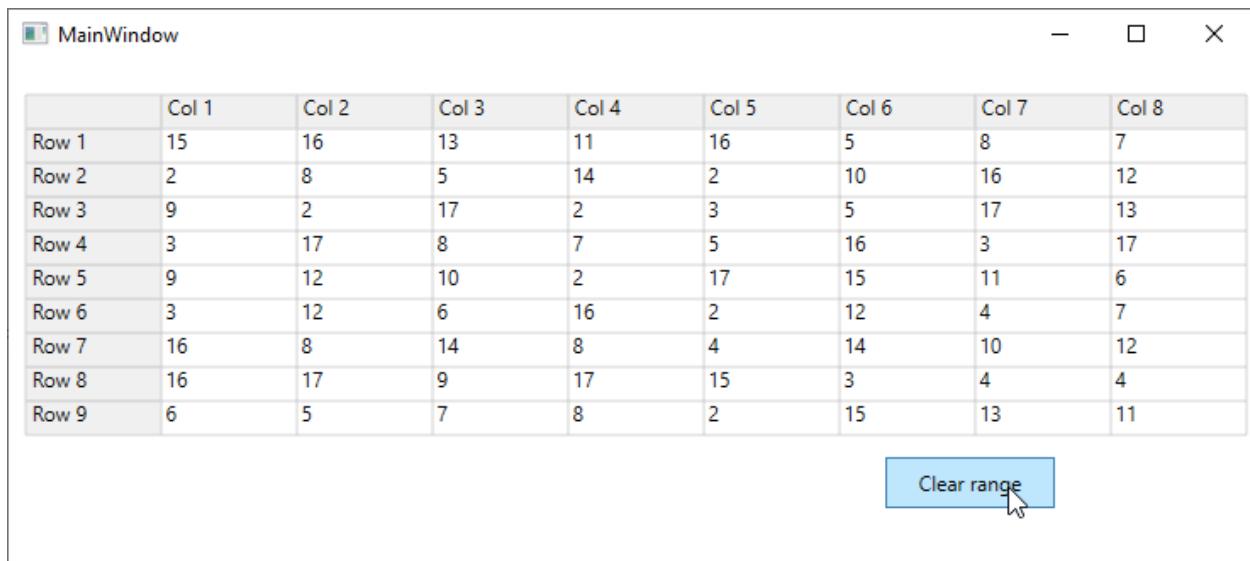 MainWindow
Col 1 Col 2 Col 3 Col 4 Col 5 Col 6 Col 7 Col 8
Row 1 15 16 13 11 16 5 8 7
Row 2 2 8 5 14 2 10 16 12
Row 3 9 2 17 2 3 5 17 13
Row 4 3 17 8 7 5 16 3 17
Row 5 9 12 10 2 17 15 11 6
Row 6 3 12 6 16 2 12 4 7
Row 7 16 8 14 8 4 14 10 12
Row 8 16 17 9 17 15 3 4 4
Row 9 6 5 7 8 2 15 13 11
Clear range